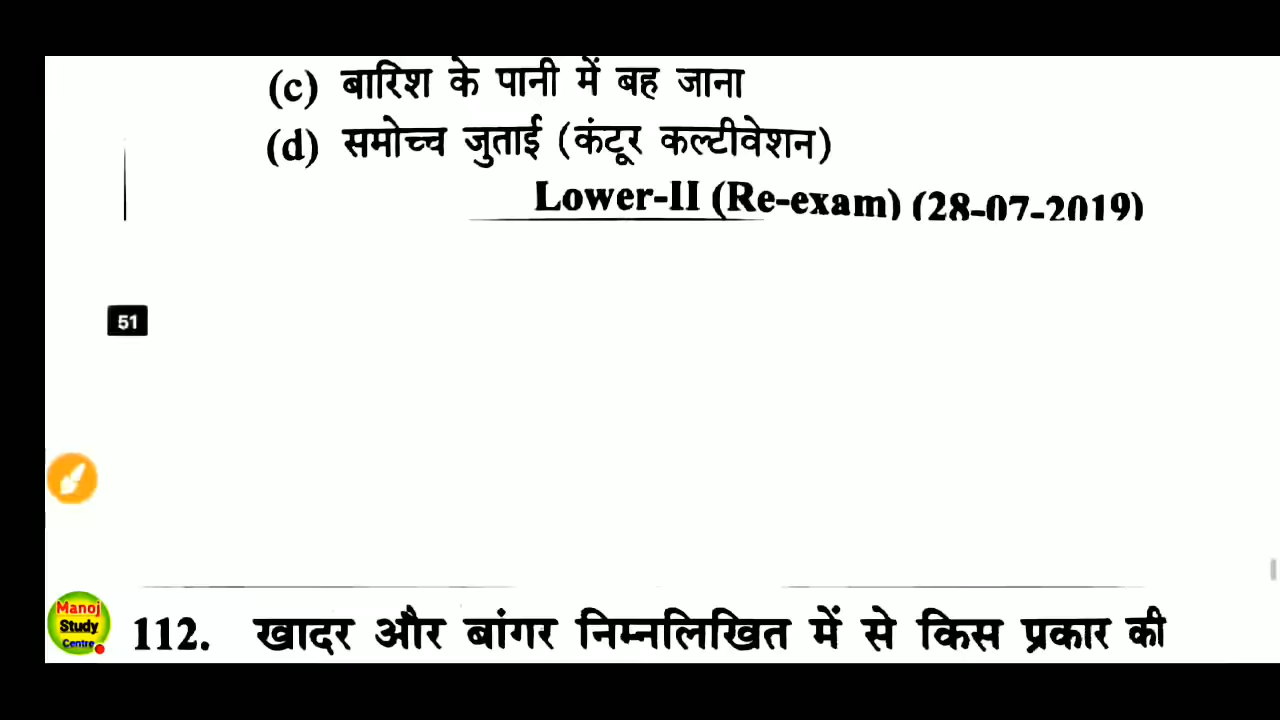 (c) बारिश के पानी में बह जाना
(d) समोच्च जुताई (कंटूर कल्टीवेशन)
Lower-II (Re-exam) (28-07-2019)
51
Manoj
Study
Centre
112. खादर और बांगर निम्नलिखित में से किस प्रकार की